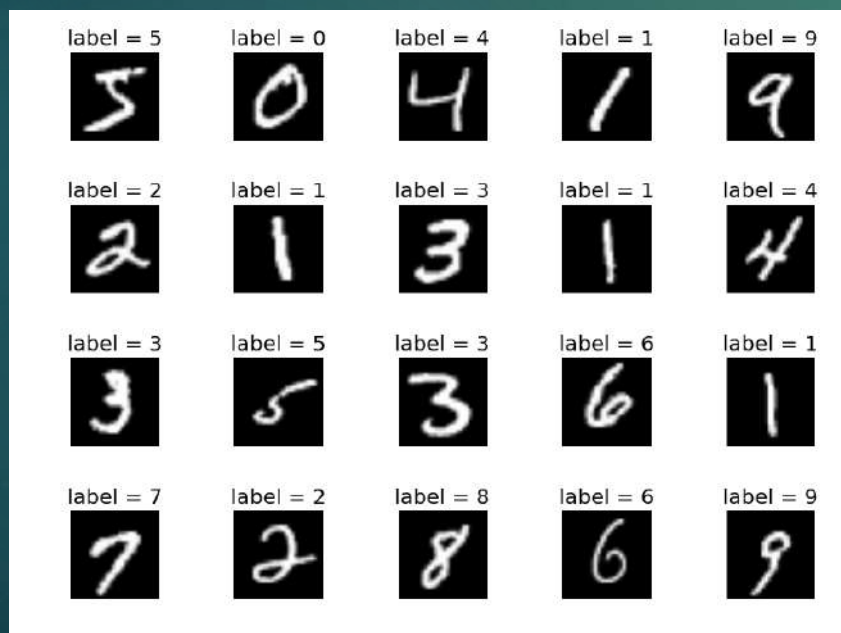 label = 5 label = 0 label = 4 label = 1 label = 9
5 0 4 1 9
label = 2 label = 1 label = 3 label = 1 label = 4
2 1 3 1 4
label = 3 label = 5 label = 3 label = 6 label = 1
3 5 3 6 1
label = 7 label = 2 label = 8 label = 6 label = 9
7 2 8 6 9